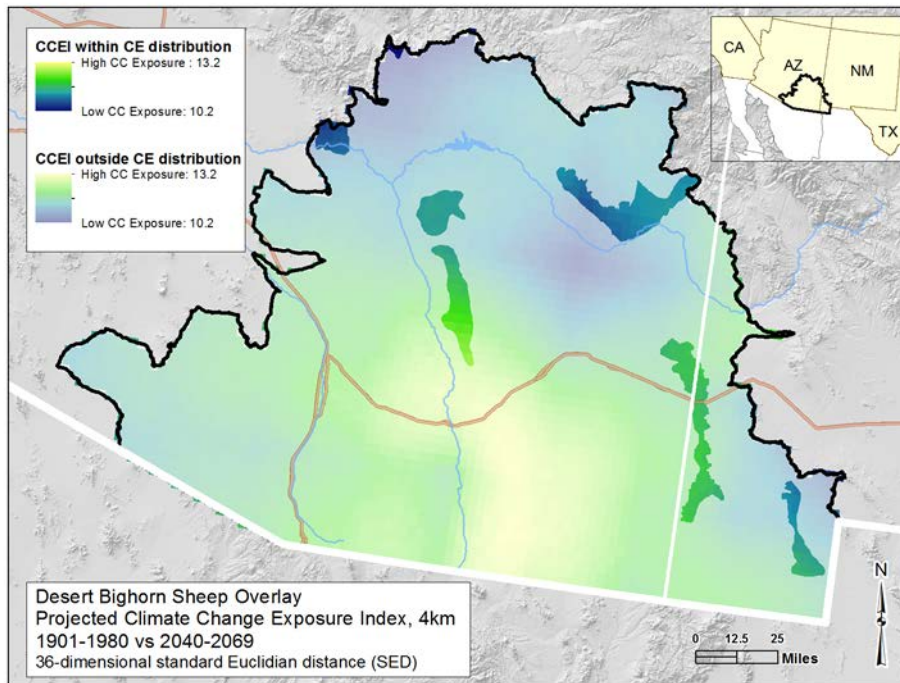 CCEI within CE distribution
High CC Exposure : 13.2
Low CC Exposure: 10.2
CCEI outside CE distribution
High CC Exposure: 13.2
Low CC Exposure: 10.2
CA
AZ
NM
TX
Desert Bighorn Sheep Overlay
Projected Climate Change Exposure Index, 4km
1901-1980 vs 2040-2069
36-dimensional standard Euclidian distance (SED)
N
0 12.5 25
Miles